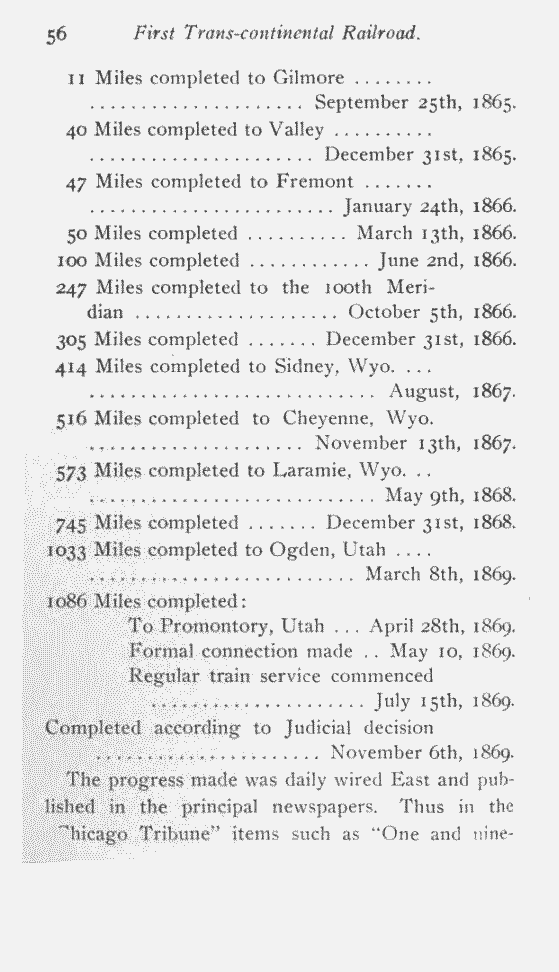 56 First Trans-continental Railroad.
11 Miles completed to Gilmore ........
..................... September 25th, 1865.
40 Miles completed to Valley ..........
...................... December 31st, 1865.
47 Miles completed to Fremont .......
........................ January 24th, 1866.
50 Miles completed .......... March 13th, 1866.
100 Miles completed ............ June 2nd, 1866.
247 Miles completed to the 100th Meri-
dian .................... October 5th, 1866.
305 Miles completed ....... December 31st, 1866.
414 Miles completed to Sidney, Wyo. ...
............................ August, 1867.
516 Miles completed to Cheyenne, Wyo.
..................... November 13th, 1867.
573 Miles completed to Laramie, Wyo. ..
............................ May 9th, 1868.
745 Miles completed ....... December 31st, 1868.
1033 Miles completed to Ogden, Utah ....
.......................... March 8th, 1869.
1086 Miles completed:
To Promontory, Utah ... April 28th, 1869.
Formal connection made .. May 10, 1869.
Regular train service commenced
..................... July 15th, 1869.
Completed according to Judicial decision
...................... November 6th, 1869.
The progress made was daily wired East and pub-
lished in the principal newspapers. Thus in the
Chicago Tribune" items such as "One and nine-